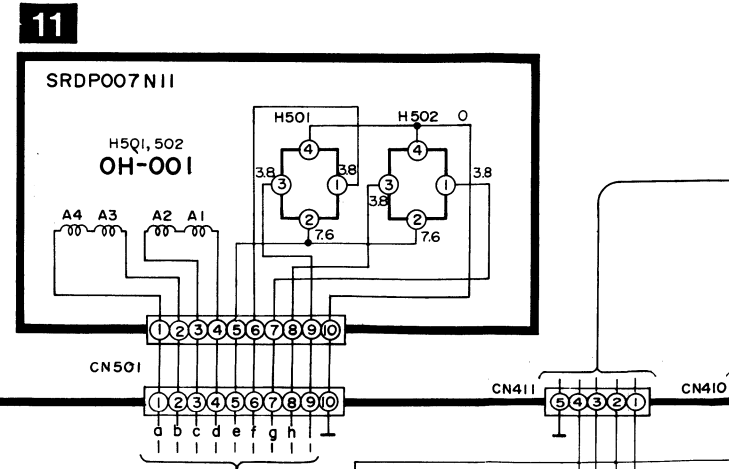 11
SRDP007N11
H501 H502 0
H501, 502
OH-001
4 4
3.8 3 1 3.8 3 1 3.8
3.8
2 2
7.6 7.6
A4 A3 A2 A1
1 2 3 4 5 6 7 8 9 10
CN501
CN411 CN410
1 2 3 4 5 6 7 8 9 10
5 4 3 2 1
a b c d e f g h i